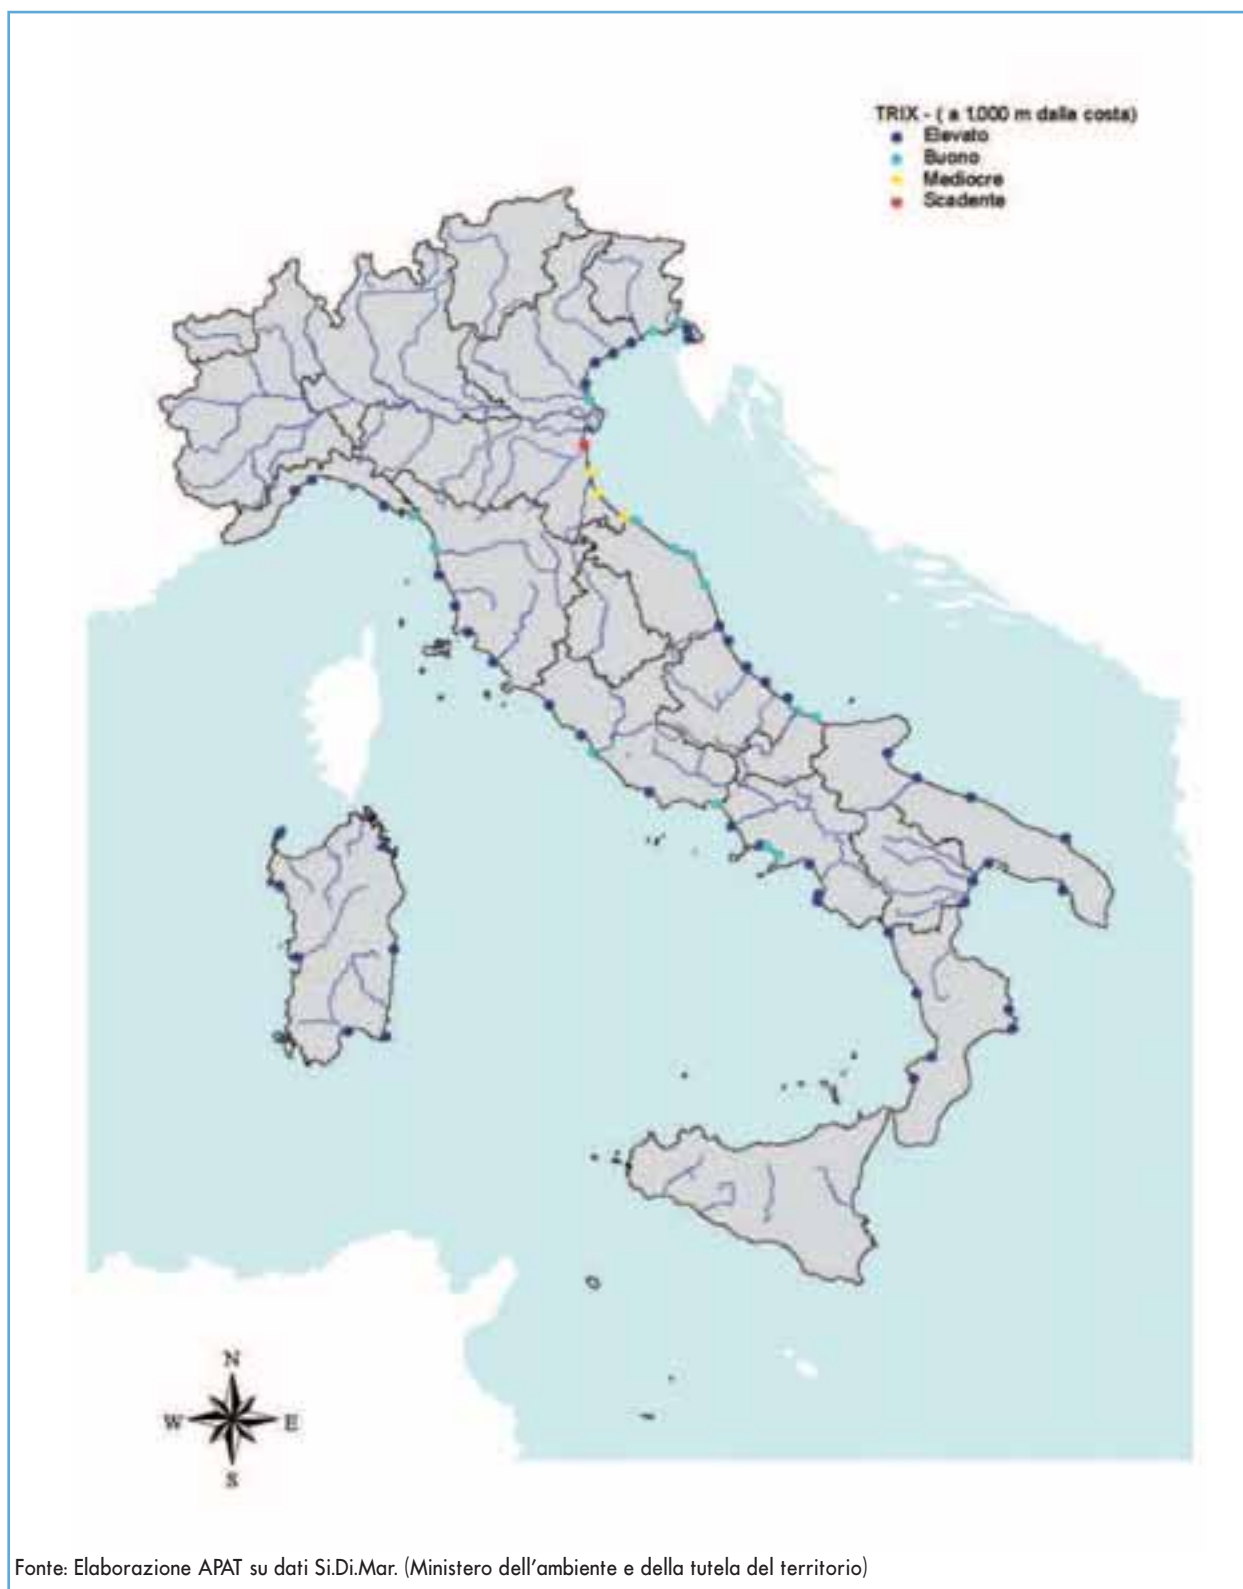 TRIX - ( a 1.000 m dalla costa)
Elevato
Buono
Mediocre
Scadente
N
W E
S
Fonte: Elaborazione APAT su dati Si.Di.Mar. (Ministero dell'ambiente e della tutela del territorio)